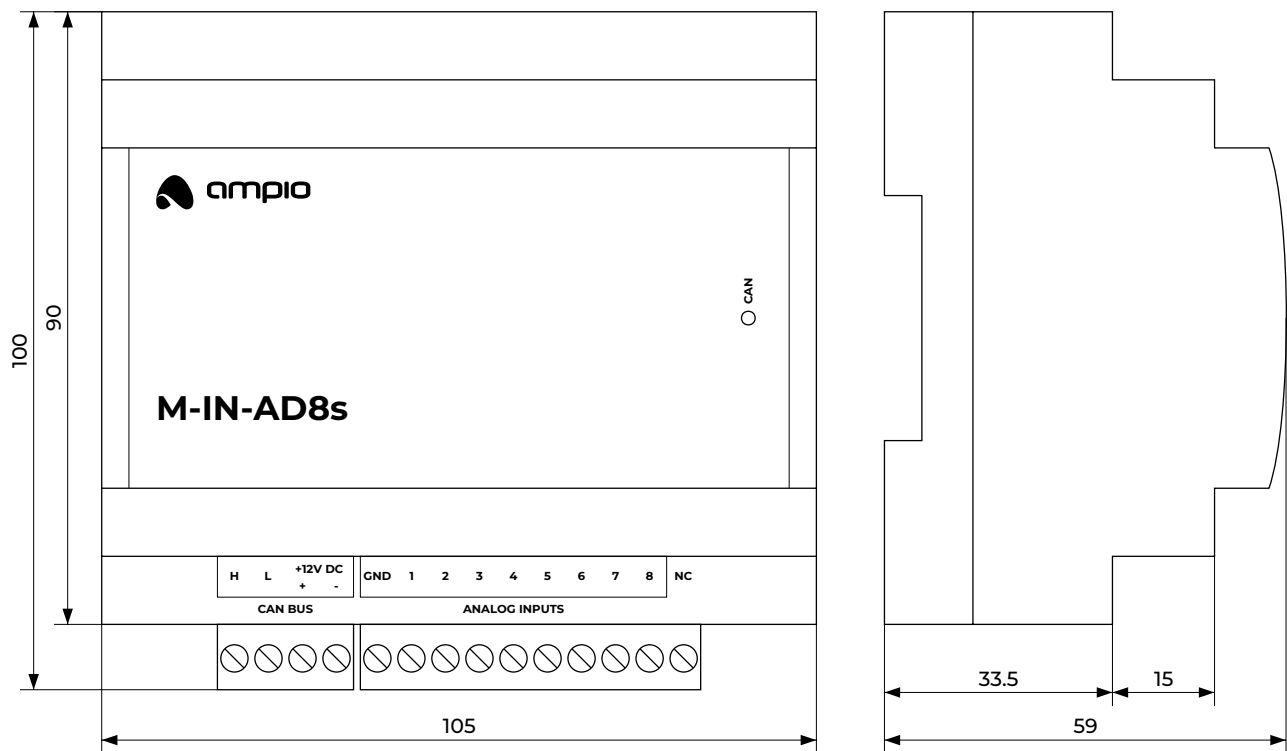 ampio
CAN
100
90
M-IN-AD8s
H L +12V DC + - GND 1 2 3 4 5 6 7 8 NC
CAN BUS ANALOG INPUTS
33.5 15
105 59